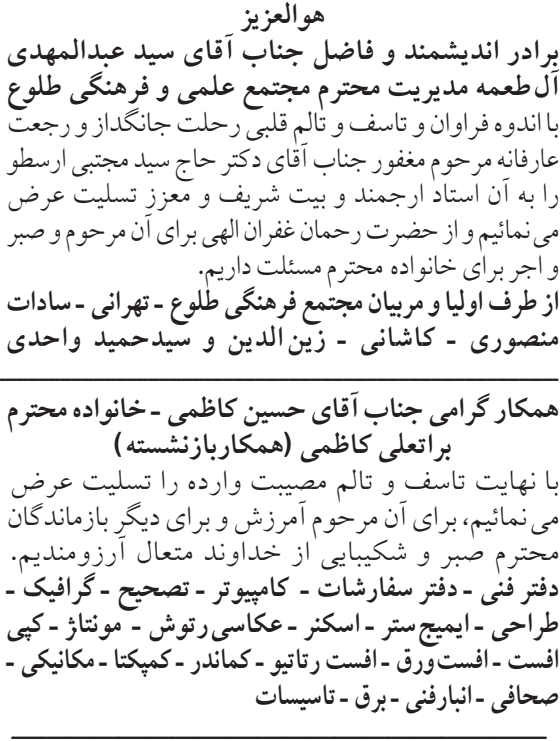 هوالعزیز
برادر اندیشمند و فاضل جناب آقای سید عبدالمهدی
آل طعمه مدیریت محترم مجتمع علمی و فرهنگی طلوع
با اندوه فراوان و تاسف و تالم قلبی رحلت جانگداز و رجعت
عارفانه مرحوم مغفور جناب آقای دکتر حاج سید مجتبی ارسطو
را به آن استاد ارجمند و بیت شریف و معزز تسلیت عرض
می‌نمائیم و از حضرت رحمان غفران الهی برای آن مرحوم و صبر
و اجر برای خانواده محترم مسئلت داریم.
از طرف اولیا و مربیان مجتمع فرهنگی طلوع ـ تهرانی ـ سادات
منصوری ـ کاشانی ـ زین‌الدین و سیدحمید واحدی
همکار گرامی جناب آقای حسین کاظمی ـ خانواده محترم
براتعلی کاظمی (همکاربازنشسته)
با نهایت تاسف و تالم مصیبت وارده را تسلیت عرض
می‌نمائیم، برای آن مرحوم آمرزش و برای دیگر بازماندگان
محترم صبر و شکیبایی از خداوند متعال آرزومندیم.
دفتر فنی ـ دفتر سفارشات ـ کامپیوتر ـ تصحیح ـ گرافیک ـ
طراحی ـ ایمیج‌ستر ـ اسکنر ـ عکاسی‌رتوش ـ مونتاژ ـ کپی
افست ـ افست‌ورق ـ افست رتاتیو ـ کماندر ـ کمپکتا ـ مکانیکی ـ
صحافی ـ انبارفنی ـ برق ـ تاسیسات